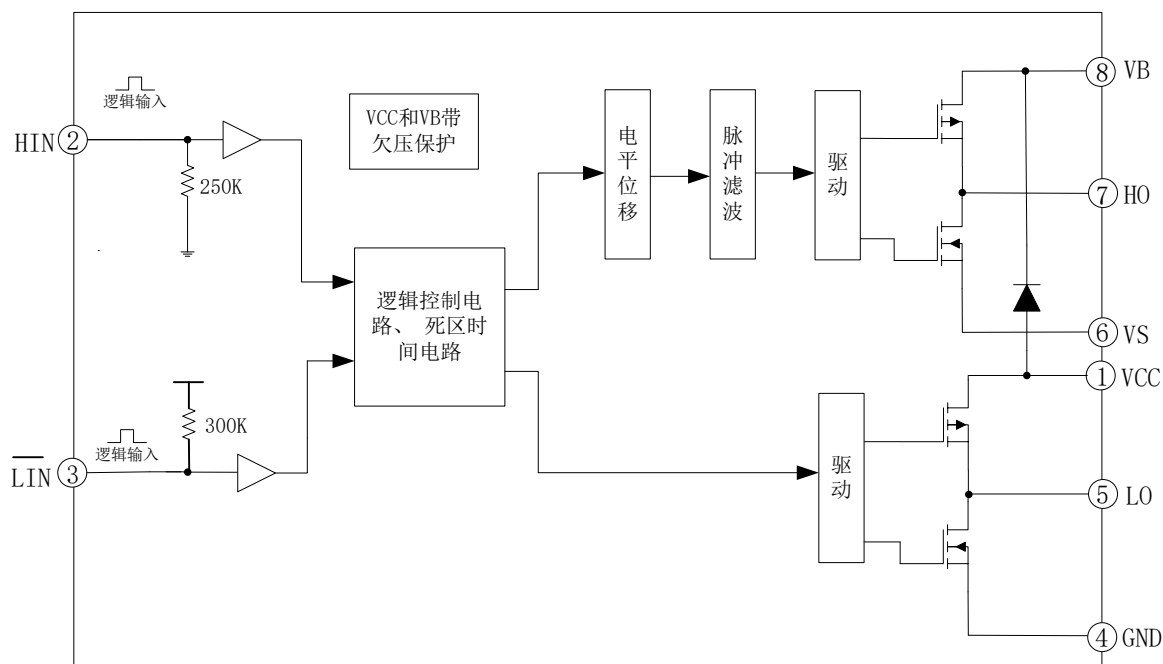 逻辑输入
HIN
2
250K
VCC和VB带
欠压保护
电平位移
脉冲滤波
驱动
8
VB
7
HO
6
VS
逻辑控制电
路、死区时
间电路
1
VCC
300K
逻辑输入
LIN
3
驱动
5
LO
4
GND